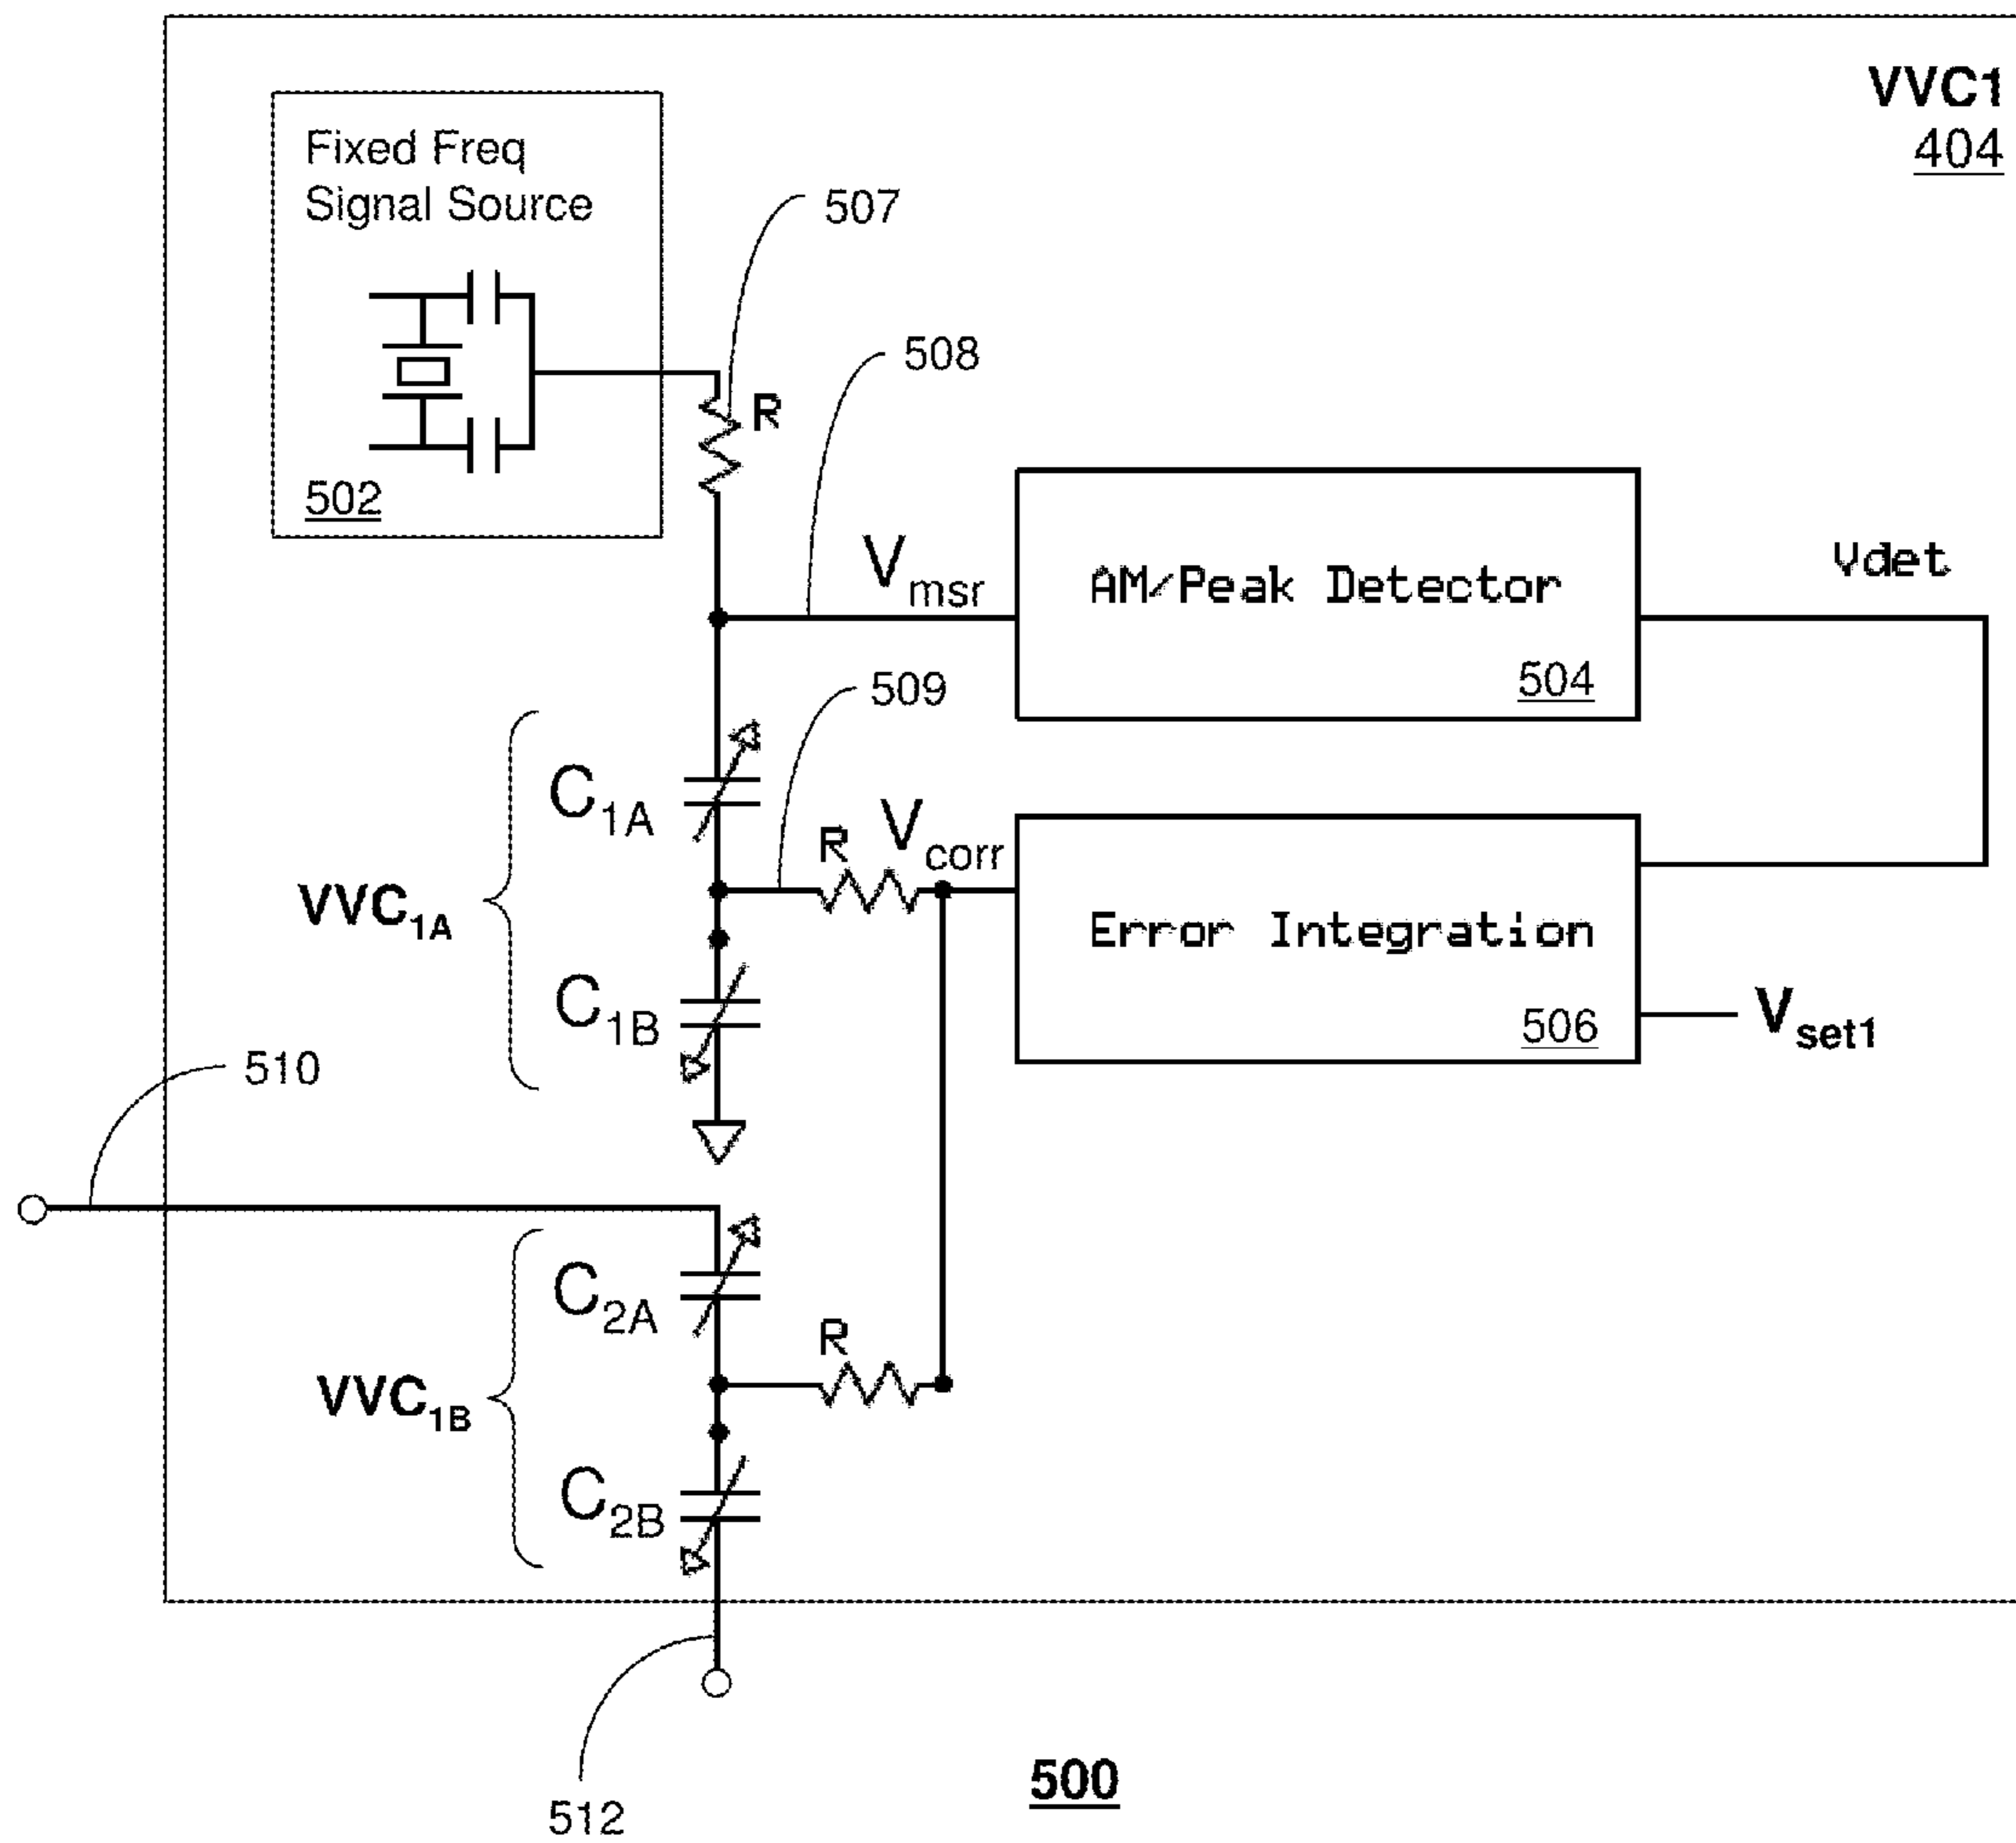 VVC1
404
Fixed Freq
Signal Source
502
507
R
508
Vmsr
AM/Peak Detector
504
Vdet
509
C1A
VVC1A
R
Vcorr
Error Integration
506
Vset1
C1B
510
C2A
R
VVC1B
C2B
512
500